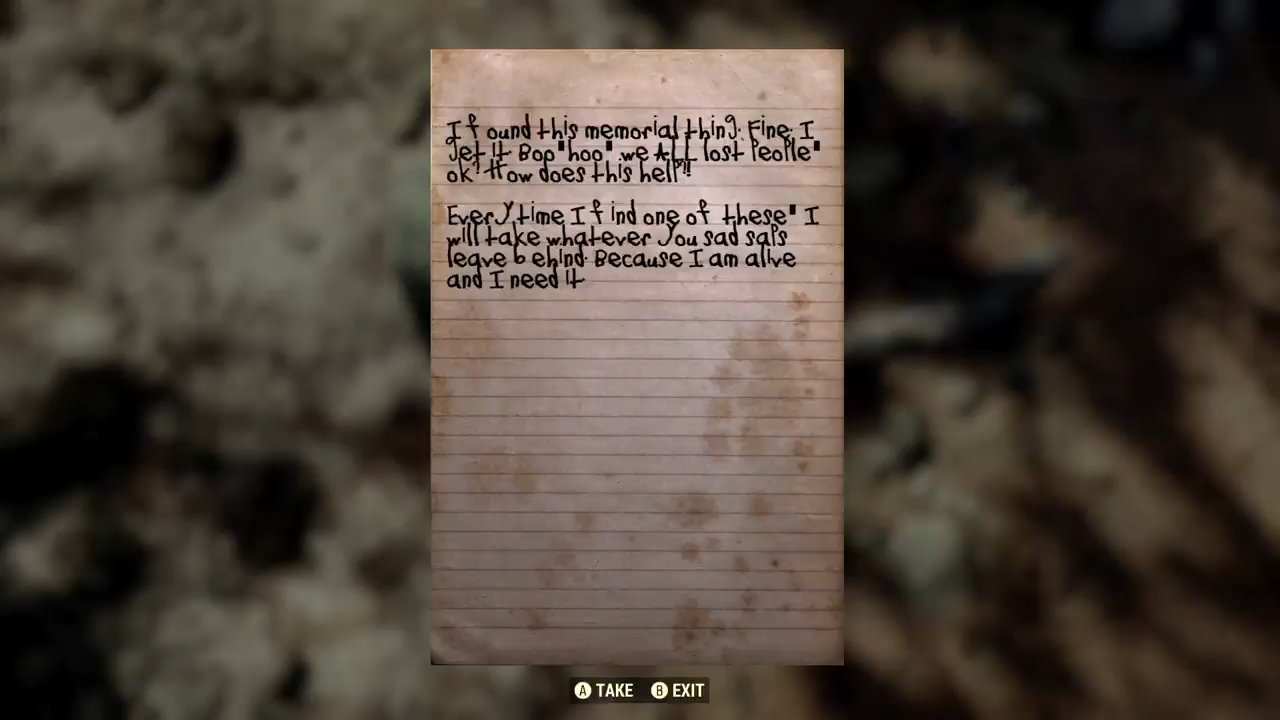 I found this memorial thing. Fine. I
get it. Boo"hoo" we ALL lost people"
ok? How does this help?!
Every time I find one of these" I
will take whatever you sad saps
leave behind. Because I am alive
and I need it
A TAKE B EXIT